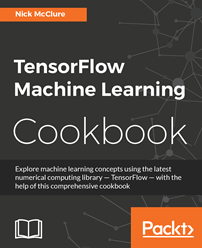 Nick McClure
TensorFlow
Machine Learning
Cookbook
Explore machine learning concepts using the latest
numerical computing library — TensorFlow — with the
help of this comprehensive cookbook
Packt